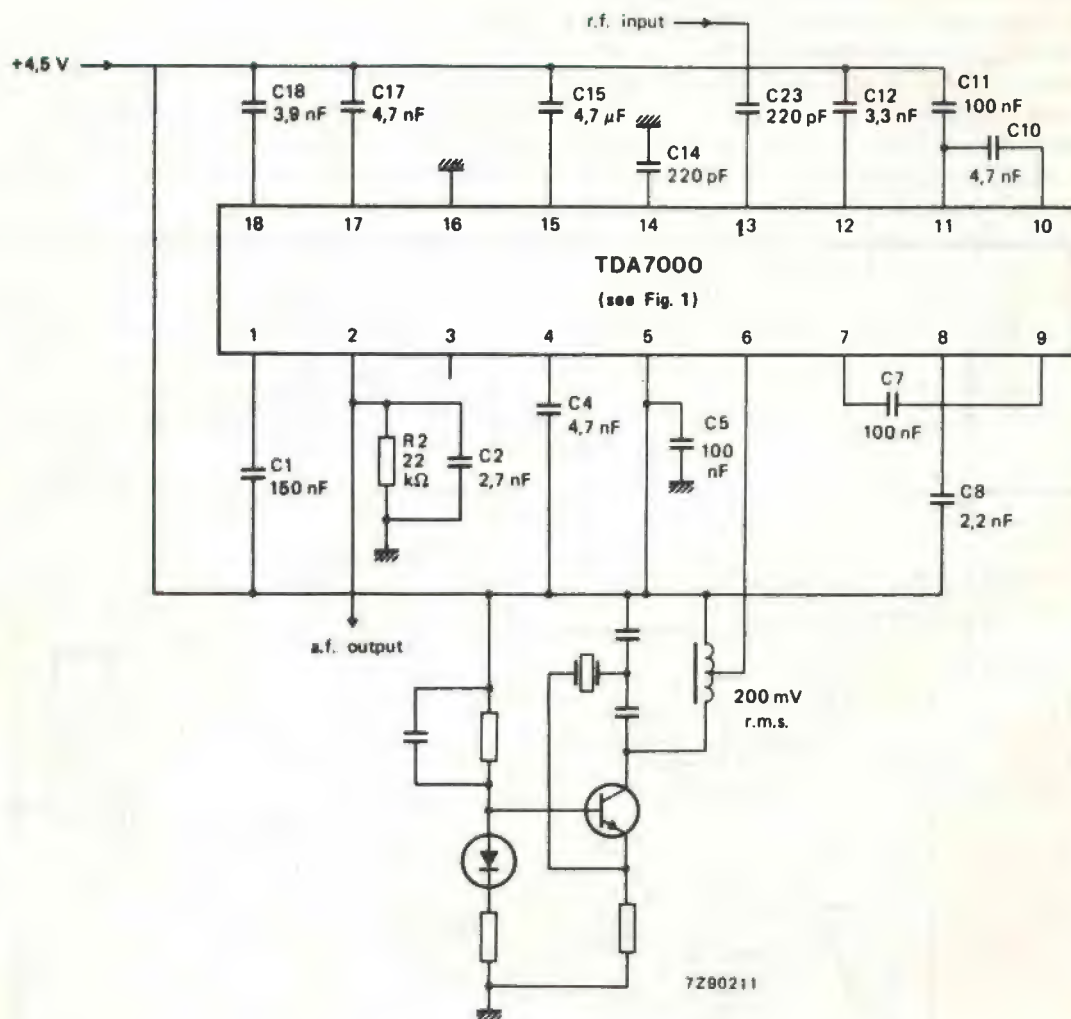 r.f. input
+4,5 V
C18
3,9 nF
C17
4,7 nF
C15
4,7 µF
C14
220 pF
C23
220 pF
C12
3,3 nF
C11
100 nF
C10
4,7 nF
18 17 16 15 14 13 12 11 10
TDA7000
(see Fig. 1)
1 2 3 4 5 6 7 8 9
C1
150 nF
R2
22
kΩ
C2
2,7 nF
C4
4,7 nF
C5
100
nF
C7
100 nF
C8
2,2 nF
a.f. output
200 mV
r.m.s.
7Z90211